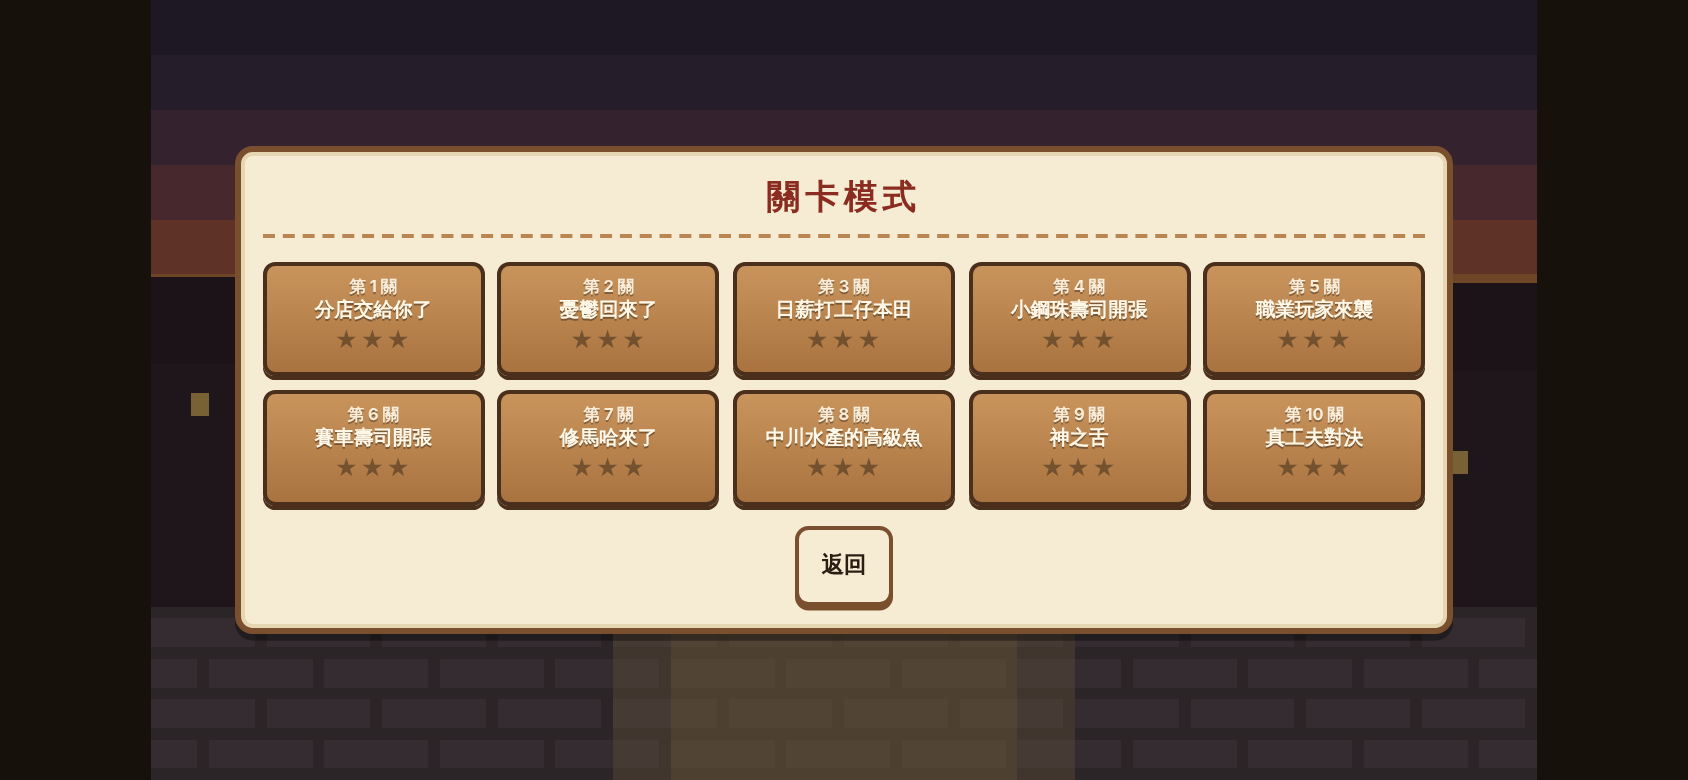 關卡模式
第 1 關
分店交給你了
★★★
第 2 關
憂鬱回來了
★★★
第 3 關
日薪打工仔本田
★★★
第 4 關
小鋼珠壽司開張
★★★
第 5 關
職業玩家來襲
★★★
第 6 關
賽車壽司開張
★★★
第 7 關
修馬哈來了
★★★
第 8 關
中川水產的高級魚
★★★
第 9 關
神之舌
★★★
第 10 關
真工夫對決
★★★
返回